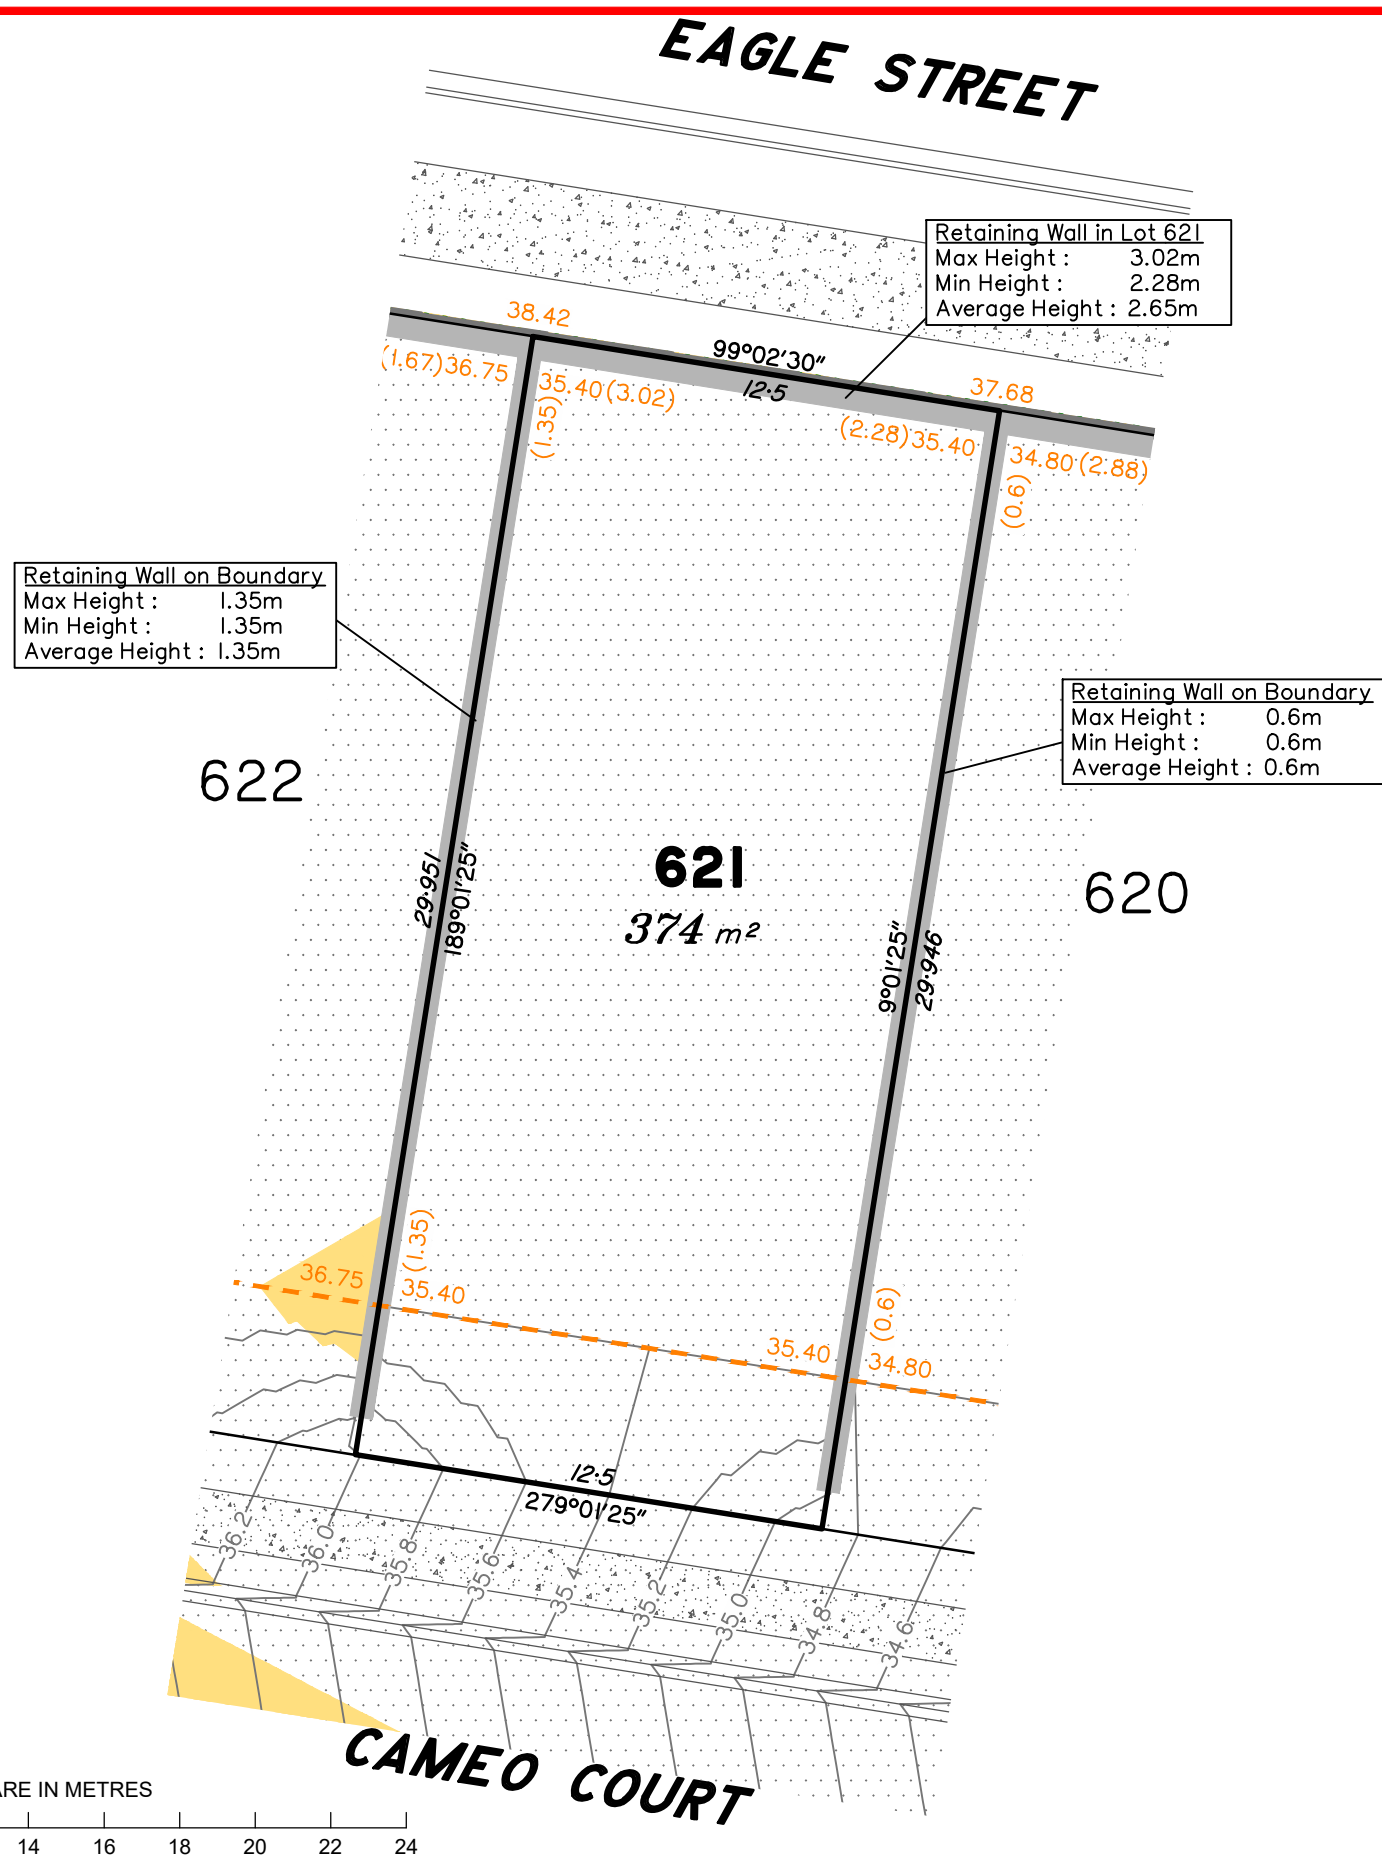 EAGLE STREET
Retaining Wall in Lot 621
Max Height : 3.02m
Min Height : 2.28m
Average Height : 2.65m
38.42
99°02'30"
12·5
37.68
(1.67) 36.75
35.40 (3.02)
(1.35)
(2.28) 35.40
34.80 (2.88)
(0.6)
Retaining Wall on Boundary
Max Height : 1.35m
Min Height : 1.35m
Average Height : 1.35m
Retaining Wall on Boundary
Max Height : 0.6m
Min Height : 0.6m
Average Height : 0.6m
622
621
374 m²
620
29·951
189°01'25"
9°01'25"
29·946
(1.35)
36.75
35.40
(0.6)
35.40
34.80
12·5
279°01'25"
36.2
36.0
35.8
35.6
35.4
35.2
35.0
34.8
34.6
CAMEO COURT
ARE IN METRES
14 16 18 20 22 24